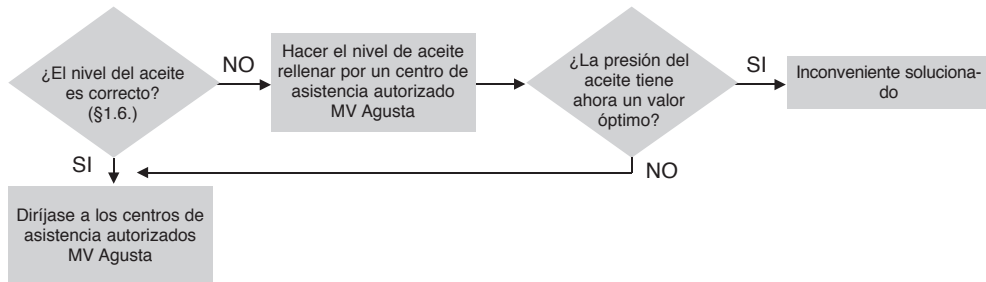 ¿El nivel del aceite
es correcto?
(§1.6.)
NO
Hacer el nivel de aceite
rellenar por un centro de
asistencia autorizado
MV Agusta
¿La presión del
aceite tiene
ahora un valor
óptimo?
SI
Inconveniente soluciona-
do
SI
NO
Diríjase a los centros de
asistencia autorizados
MV Agusta